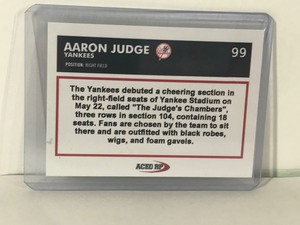 AARON JUDGE
99
YANKEES
POSITION: RIGHT FIELD
The Yankees debuted a cheering section in
the right-field seats of Yankee Stadium on
May 22, called "The Judge's Chambers",
three rows in section 104, containing 18
seats. Fans are chosen by the team to sit
there and are outfitted with black robes,
wigs, and foam gavels.
ACEO RP